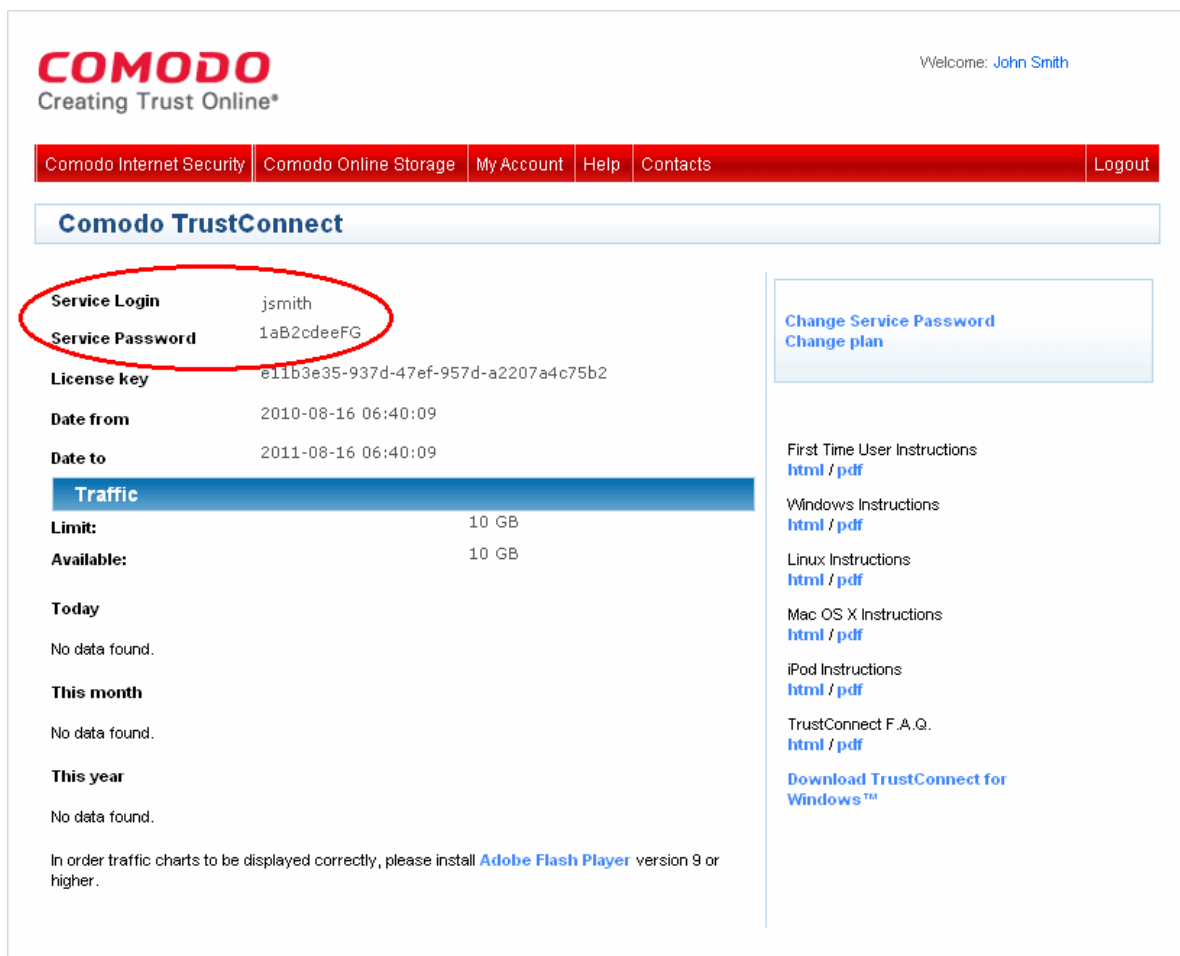 COMODO
Creating Trust Online®
Welcome: John Smith
Comodo Internet Security Comodo Online Storage My Account Help Contacts Logout
Comodo TrustConnect
Service Login jsmith
Service Password 1aB2cdeeFG
License key e11b3e35-937d-47ef-957d-a2207a4c75b2
Date from 2010-08-16 06:40:09
Date to 2011-08-16 06:40:09
Traffic
Limit: 10 GB
Available: 10 GB
Today
No data found.
This month
No data found.
This year
No data found.
In order traffic charts to be displayed correctly, please install Adobe Flash Player version 9 or
higher.
Change Service Password
Change plan
First Time User Instructions
html / pdf
Windows Instructions
html / pdf
Linux Instructions
html / pdf
Mac OS X Instructions
html / pdf
iPod Instructions
html / pdf
TrustConnect F.A.Q.
html / pdf
Download TrustConnect for
Windows™